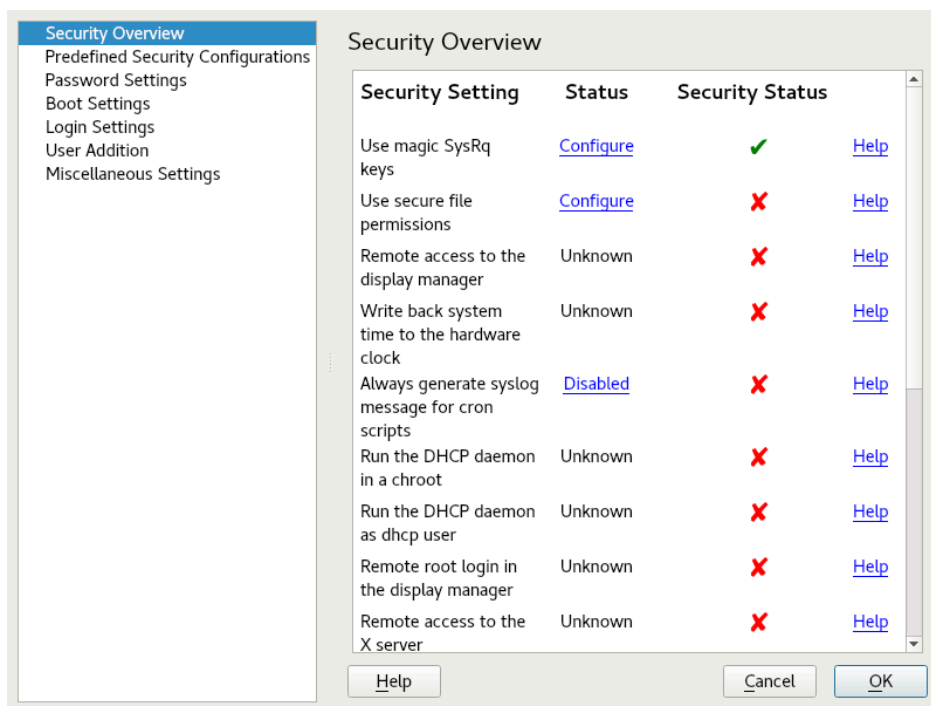 Security Overview
Predefined Security Configurations
Password Settings
Boot Settings
Login Settings
User Addition
Miscellaneous Settings
Security Overview
Security Setting Status Security Status
Use magic SysRq Configure ✔ Help
keys
Use secure file Configure ✘ Help
permissions
Remote access to the Unknown ✘ Help
display manager
Write back system Unknown ✘ Help
time to the hardware
clock
Always generate syslog Disabled ✘ Help
message for cron
scripts
Run the DHCP daemon Unknown ✘ Help
in a chroot
Run the DHCP daemon Unknown ✘ Help
as dhcp user
Remote root login in Unknown ✘ Help
the display manager
Remote access to the Unknown ✘ Help
X server
Help Cancel OK